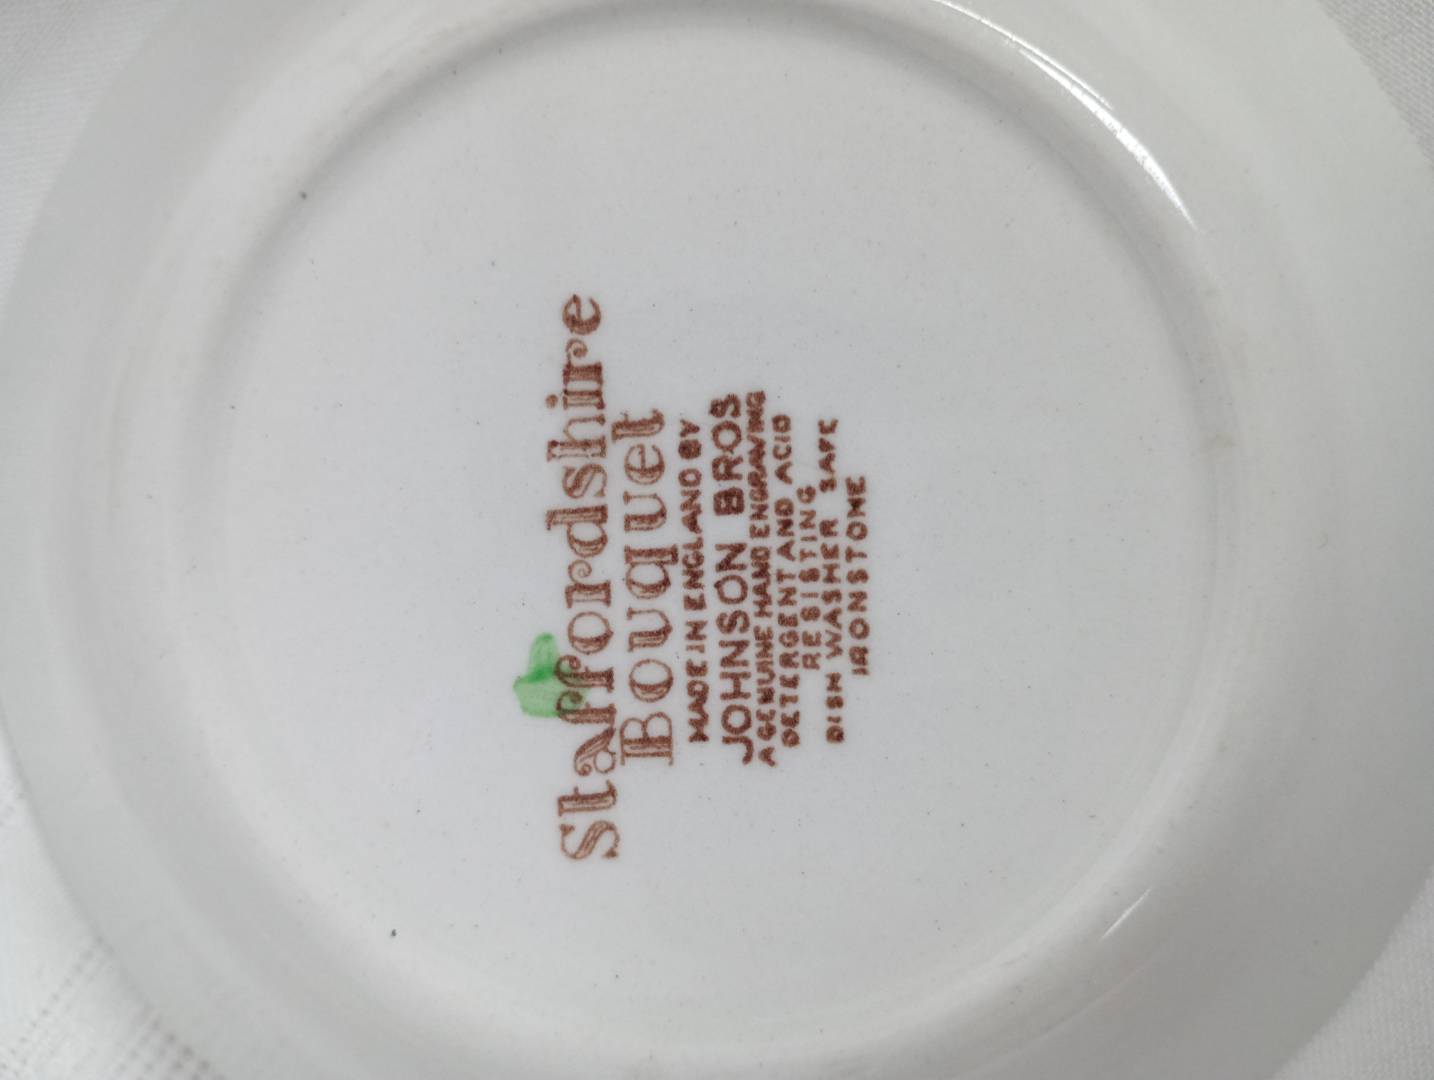 Staffordshire
Bouquet
MADE IN ENGLAND BY
JOHNSON BROS
A GENUINE HAND ENGRAVING
DETERGENT AND ACID
RESISTING
DISH WASHER SAFE
IRONSTONE